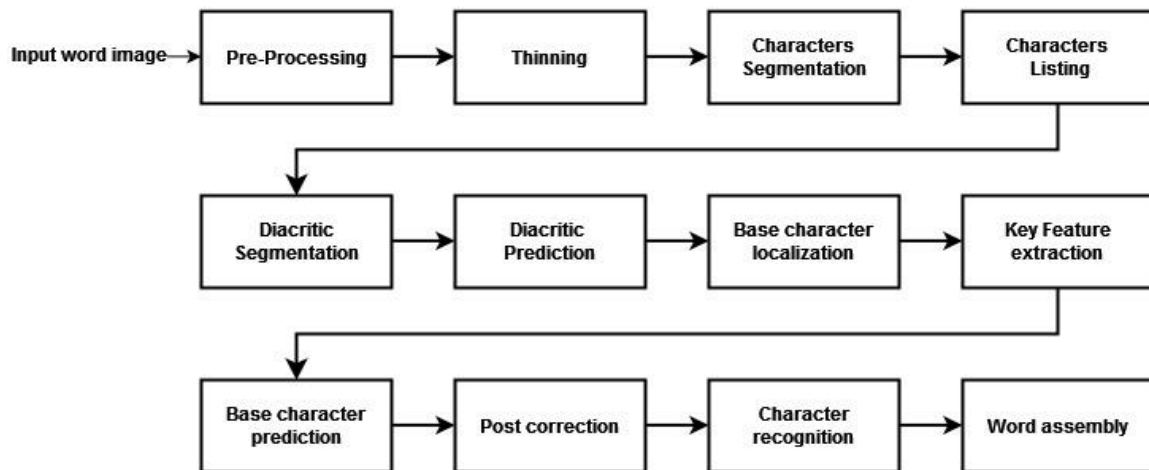 Input word image
Pre-Processing
Thinning
Characters
Segmentation
Characters
Listing
Diacritic
Segmentation
Diacritic
Prediction
Base character
localization
Key Feature
extraction
Base character
prediction
Post correction
Character
recognition
Word assembly